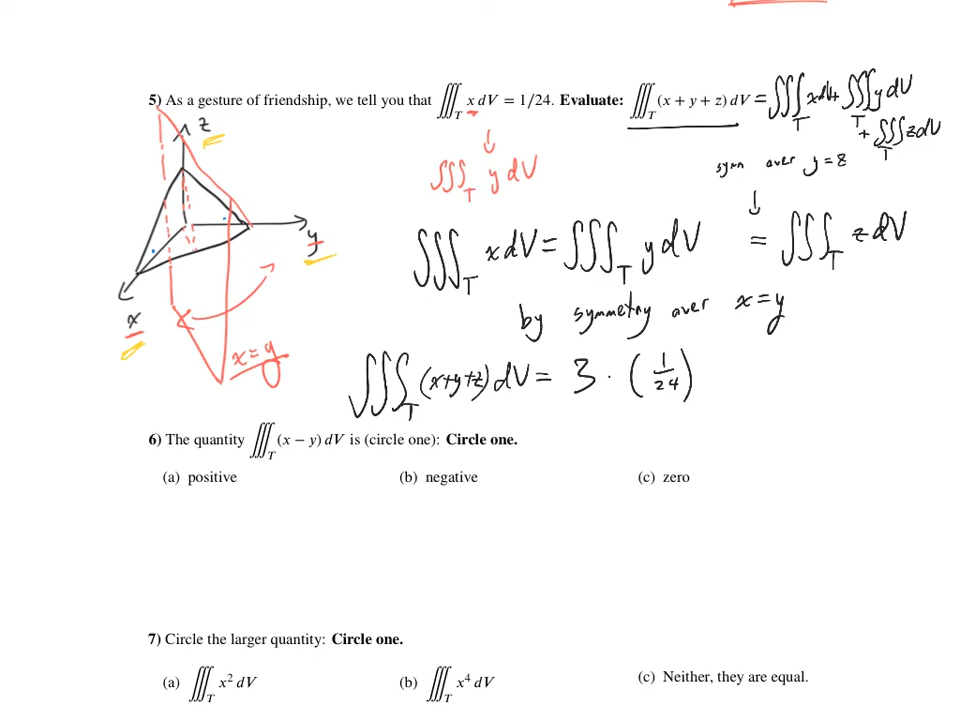 5) As a gesture of friendship, we tell you that ∭_T x dV = 1/24. Evaluate: ∭_T (x + y + z) dV = ∭_T x dV + ∭_T y dV
+ ∭_T z dV
z
↓
∭_T y dV
symm over y = z
↓
∭_T x dV = ∭_T y dV = ∭_T z dV
y
x
by symmetry over x = y
x = y
∭_T (x+y+z) dV = 3 · (1/24)
6) The quantity ∭_T (x − y) dV is (circle one): Circle one.
(a) positive (b) negative (c) zero
7) Circle the larger quantity: Circle one.
(a) ∭_T x² dV (b) ∭_T x⁴ dV (c) Neither, they are equal.